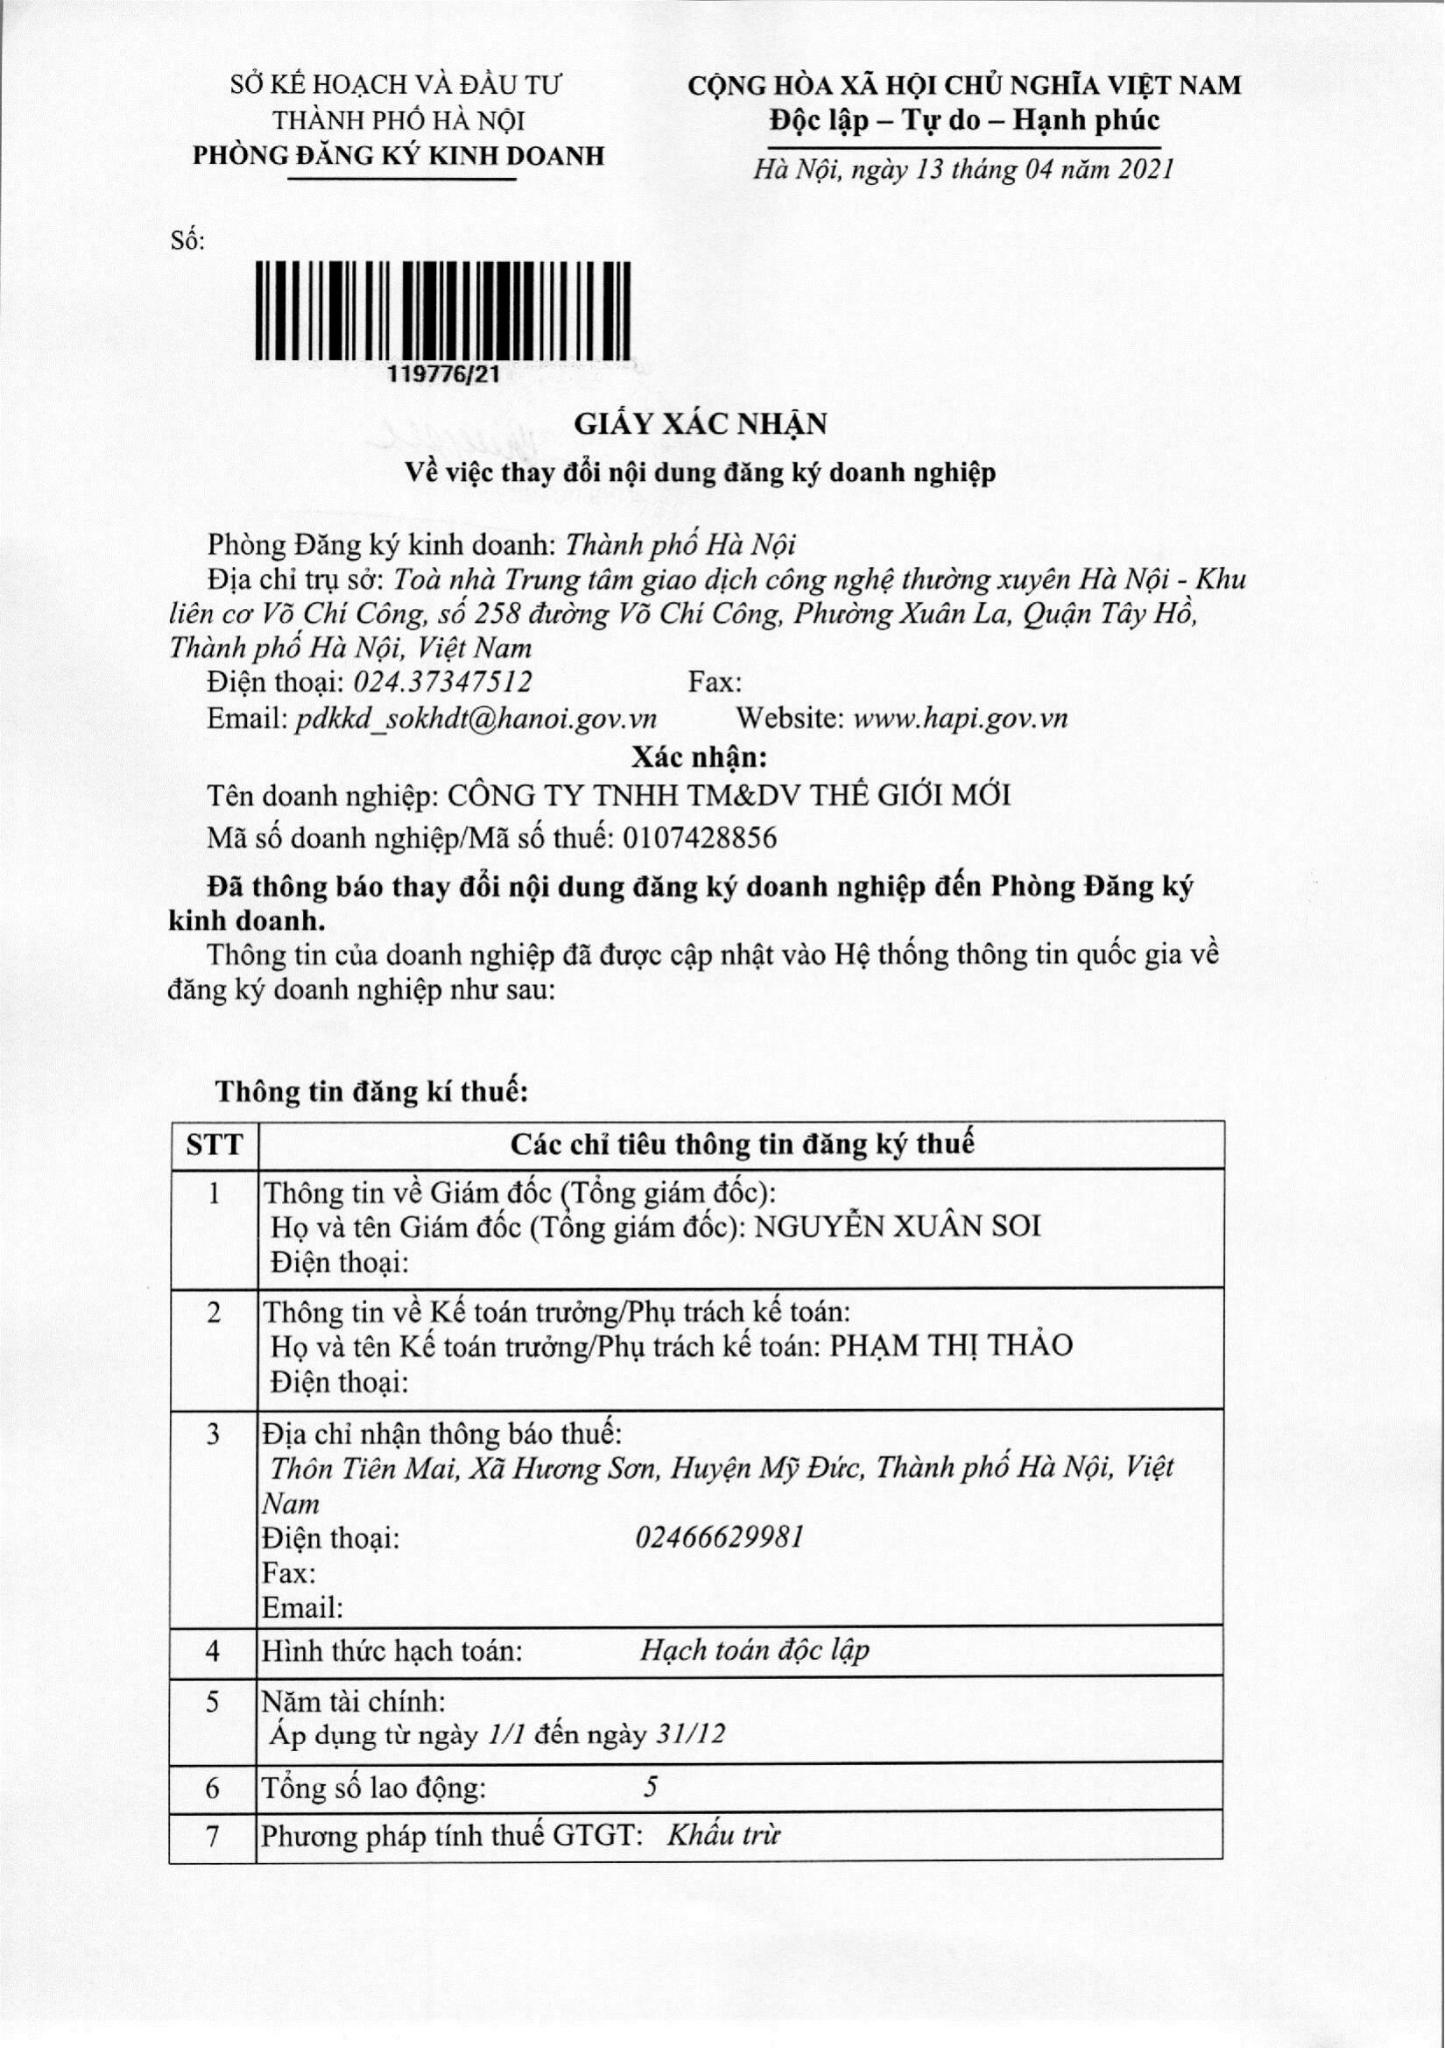 SỞ KẾ HOẠCH VÀ ĐẦU TƯ
THÀNH PHỐ HÀ NỘI
PHÒNG ĐĂNG KÝ KINH DOANH
CỘNG HÒA XÃ HỘI CHỦ NGHĨA VIỆT NAM
Độc lập – Tự do – Hạnh phúc
Hà Nội, ngày 13 tháng 04 năm 2021
Số:
119776/21
GIẤY XÁC NHẬN
Về việc thay đổi nội dung đăng ký doanh nghiệp
Phòng Đăng ký kinh doanh: Thành phố Hà Nội
Địa chỉ trụ sở: Toà nhà Trung tâm giao dịch công nghệ thường xuyên Hà Nội - Khu
liên cơ Võ Chí Công, số 258 đường Võ Chí Công, Phường Xuân La, Quận Tây Hồ,
Thành phố Hà Nội, Việt Nam
Điện thoại: 024.37347512 Fax:
Email: pdkkd_sokhdt@hanoi.gov.vn Website: www.hapi.gov.vn
Xác nhận:
Tên doanh nghiệp: CÔNG TY TNHH TM&DV THẾ GIỚI MỚI
Mã số doanh nghiệp/Mã số thuế: 0107428856
Đã thông báo thay đổi nội dung đăng ký doanh nghiệp đến Phòng Đăng ký
kinh doanh.
Thông tin của doanh nghiệp đã được cập nhật vào Hệ thống thông tin quốc gia về
đăng ký doanh nghiệp như sau:
Thông tin đăng kí thuế:
STT Các chỉ tiêu thông tin đăng ký thuế
1 Thông tin về Giám đốc (Tổng giám đốc):
Họ và tên Giám đốc (Tổng giám đốc): NGUYỄN XUÂN SOI
Điện thoại:
2 Thông tin về Kế toán trưởng/Phụ trách kế toán:
Họ và tên Kế toán trưởng/Phụ trách kế toán: PHẠM THỊ THẢO
Điện thoại:
3 Địa chỉ nhận thông báo thuế:
Thôn Tiên Mai, Xã Hương Sơn, Huyện Mỹ Đức, Thành phố Hà Nội, Việt
Nam
Điện thoại: 02466629981
Fax:
Email:
4 Hình thức hạch toán: Hạch toán độc lập
5 Năm tài chính:
Áp dụng từ ngày 1/1 đến ngày 31/12
6 Tổng số lao động: 5
7 Phương pháp tính thuế GTGT: Khấu trừ